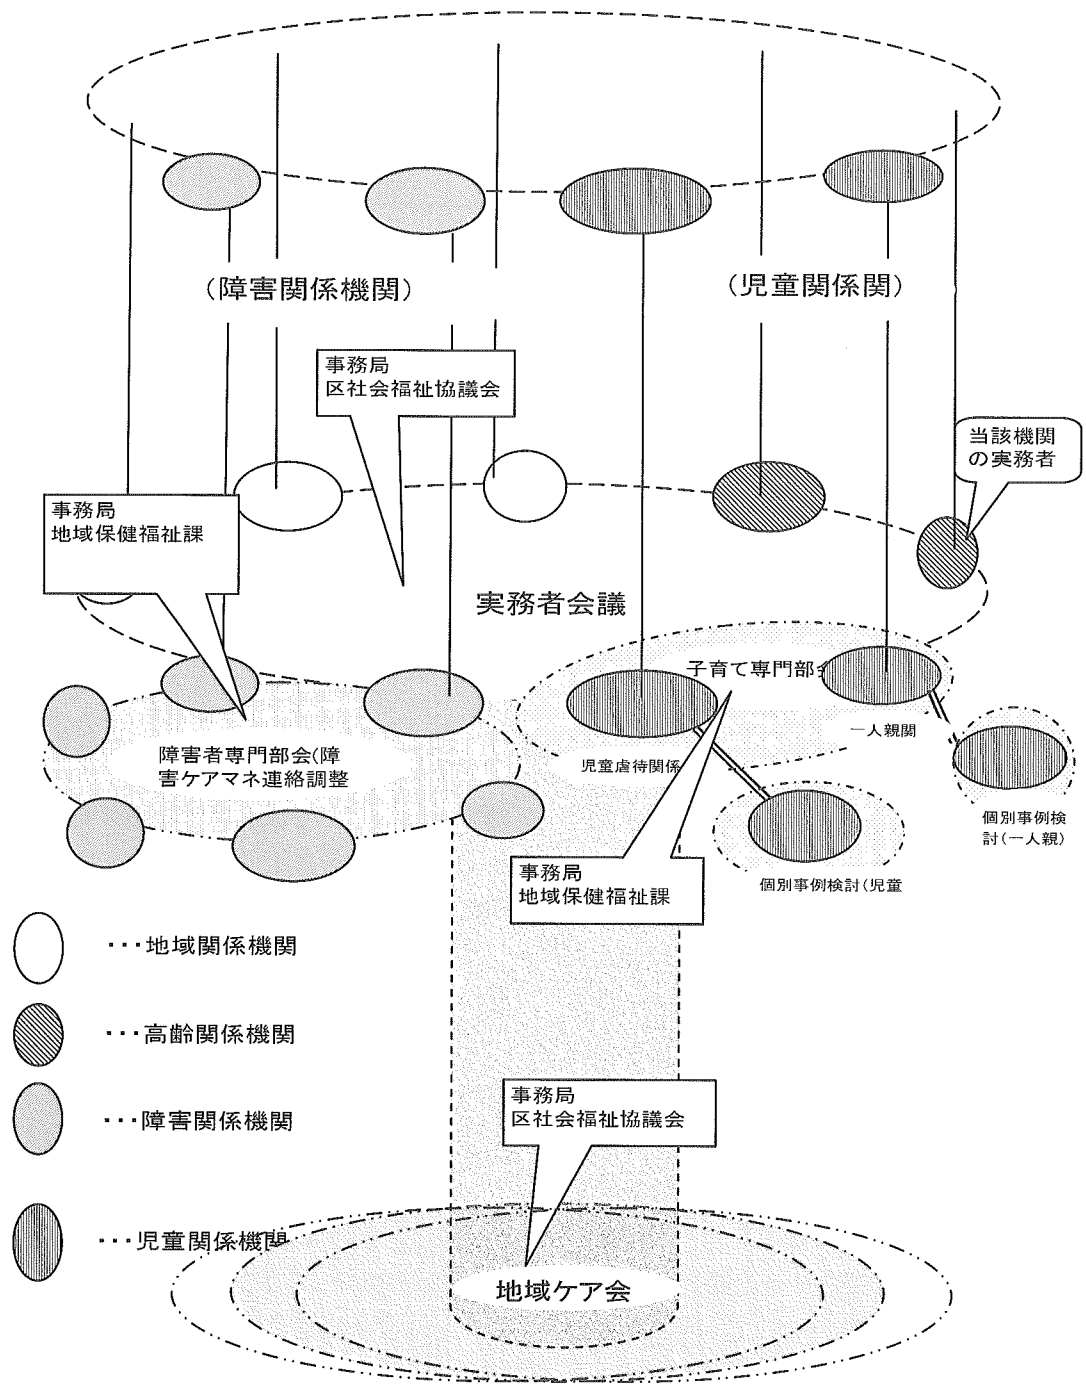 (障害関係機関)
(児童関係関)
事務局
区社会福祉協議会
当該機関
の実務者
事務局
地域保健福祉課
実務者会議
子育て専門部会
障害者専門部会(障
害ケアマネ連絡調整
児童虐待関係
一人親関
個別事例検
討(一人親)
個別事例検討(児童
事務局
地域保健福祉課
・・・地域関係機関
・・・高齢関係機関
・・・障害関係機関
・・・児童関係機関
事務局
区社会福祉協議会
地域ケア会